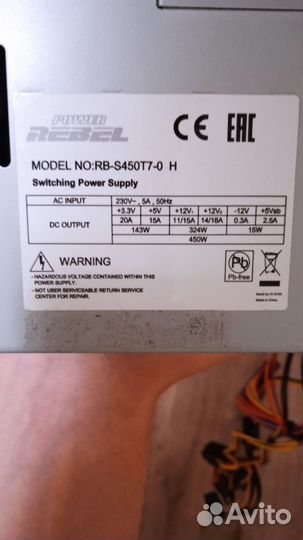 POWER
REBEL
CE EAC
MODEL NO:RB-S450T7-0 H
Switching Power Supply
AC INPUT 230V~ , 5A , 50Hz
DC OUTPUT +3.3V +5V +12V1 +12V2 -12V +5Vsb
20A 15A 11/15A 14/18A 0.3A 2.5A
143W 324W 15W
450W
WARNING
- HAZARDOUS VOLTAGE CONTAINED WITHIN THIS
POWER SUPPLY.
- NOT USER SERVICEABLE RETURN SERVICE
CENTER FOR REPAIR.
Pb
Pb-free
Made in China
Avito